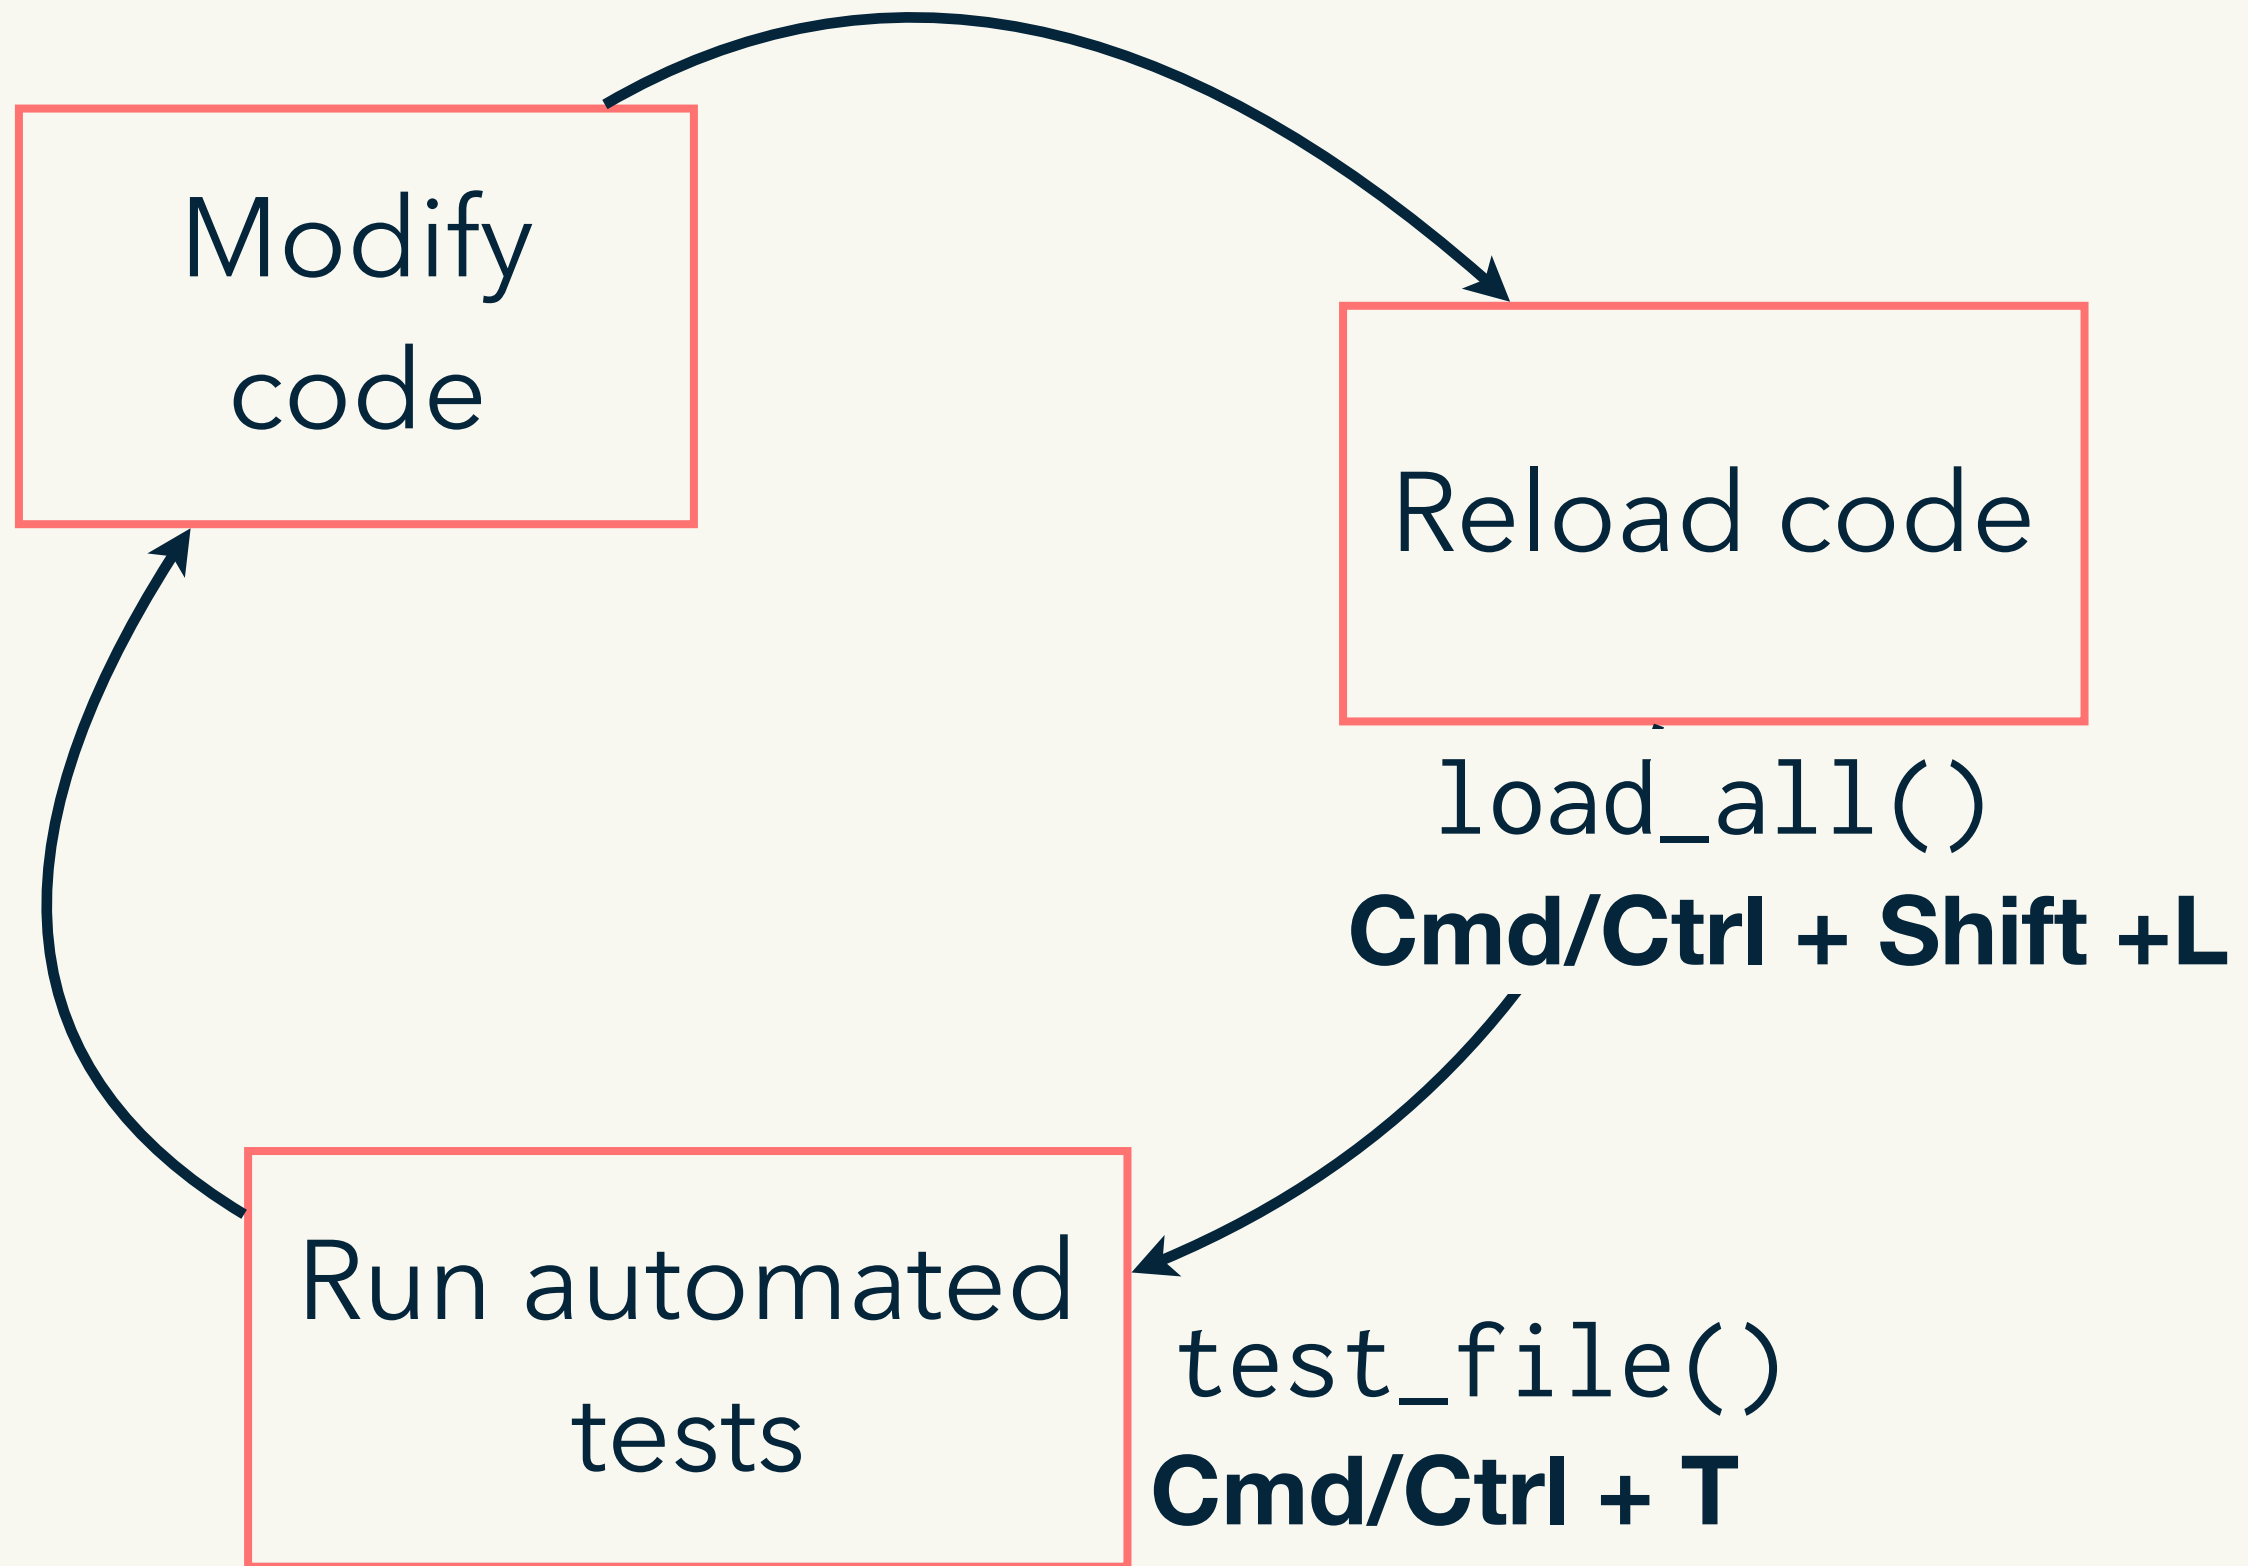 Modify
code
Reload code
load_all()
Cmd/Ctrl + Shift +L
Run automated
tests
test_file()
Cmd/Ctrl + T